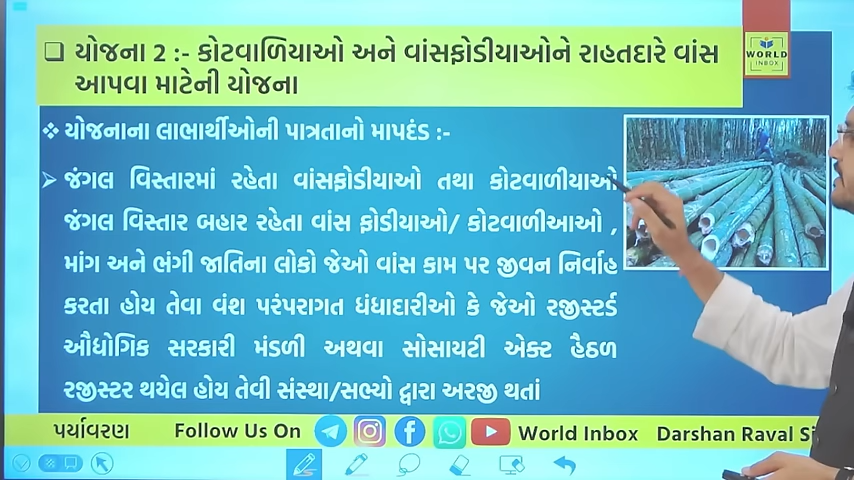 ❑ યોજના 2 :- કોટવાળિયાઓ અને વાંસફોડીયાઓને રાહતદારે વાંસ
આપવા માટેની યોજના
WORLD
INBOX
❖ યોજનાના લાભાર્થીઓની પાત્રતાનો માપદંડ :-
➢ જંગલ વિસ્તારમાં રહેતા વાંસફોડીયાઓ તથા કોટવાળીયાઓ
જંગલ વિસ્તાર બહાર રહેતા વાંસ ફોડીયાઓ/ કોટવાળીઆઓ ,
માંગ અને ભંગી જાતિના લોકો જેઓ વાંસ કામ પર જીવન નિર્વાહ
કરતા હોય તેવા વંશ પરંપરાગત ધંધાદારીઓ કે જેઓ રજીસ્ટર્ડ
ઔધોગિક સરકારી મંડળી અથવા સોસાયટી એક્ટ હેઠળ
રજીસ્ટર થયેલ હોય તેવી સંસ્થા/સભ્યો દ્વારા અરજી થતાં
પર્યાવરણ Follow Us On World Inbox Darshan Raval Si